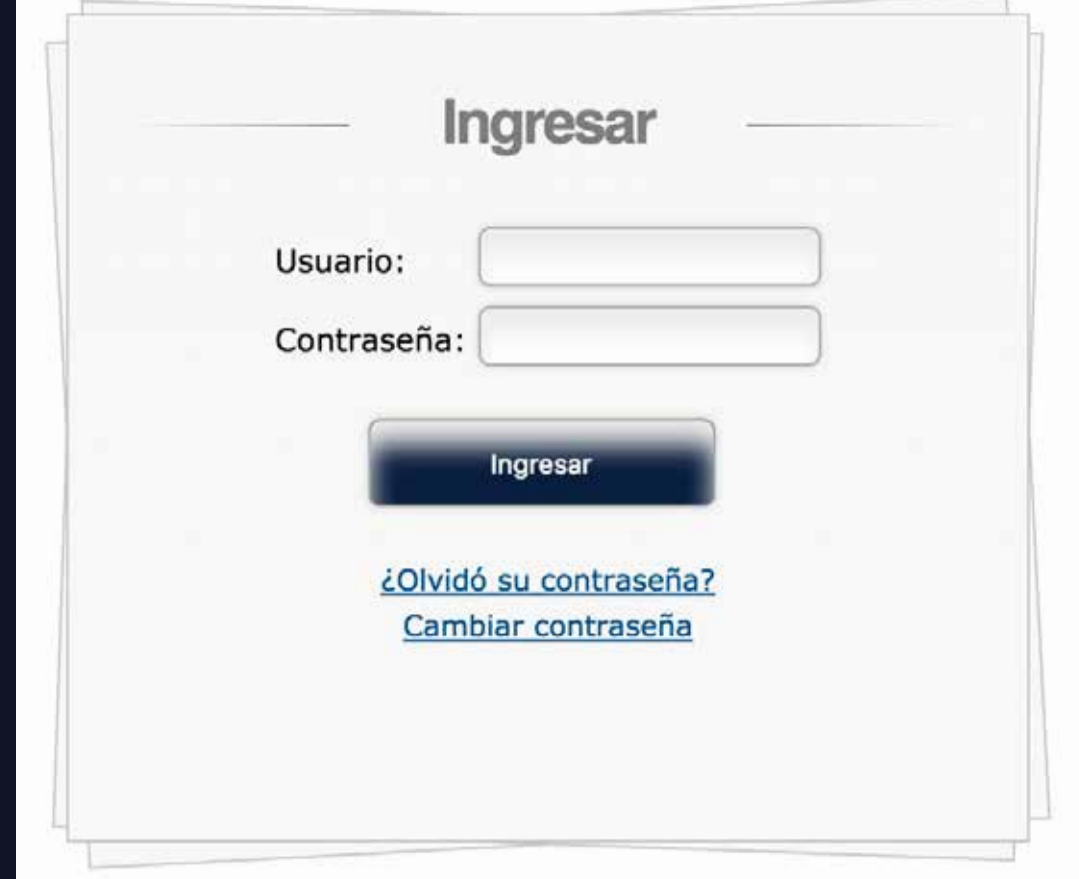 Ingresar
Usuario:
Contraseña:
Ingresar
¿Olvidó su contraseña?
Cambiar contraseña